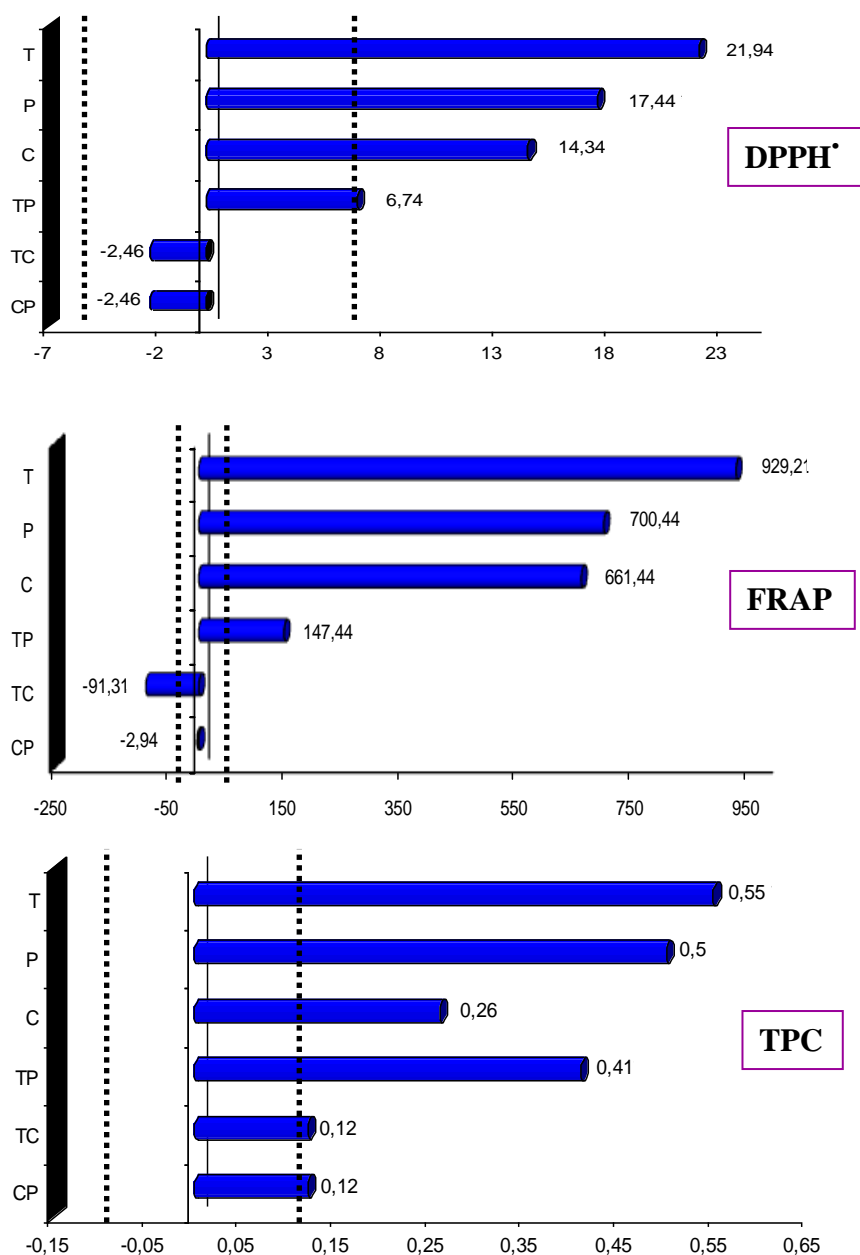 T
21,94
P
17,44
C
14,34
TP
6,74
TC
-2,46
CP
-2,46
-7 -2 3 8 13 18 23
DPPH•
T
929,21
P
700,44
C
661,44
TP
147,44
TC
-91,31
CP
-2,94
-250 -50 150 350 550 750 950
FRAP
T
0,55
P
0,5
C
0,26
TP
0,41
TC
0,12
CP
0,12
-0,15 -0,05 0,05 0,15 0,25 0,35 0,45 0,55 0,65
TPC